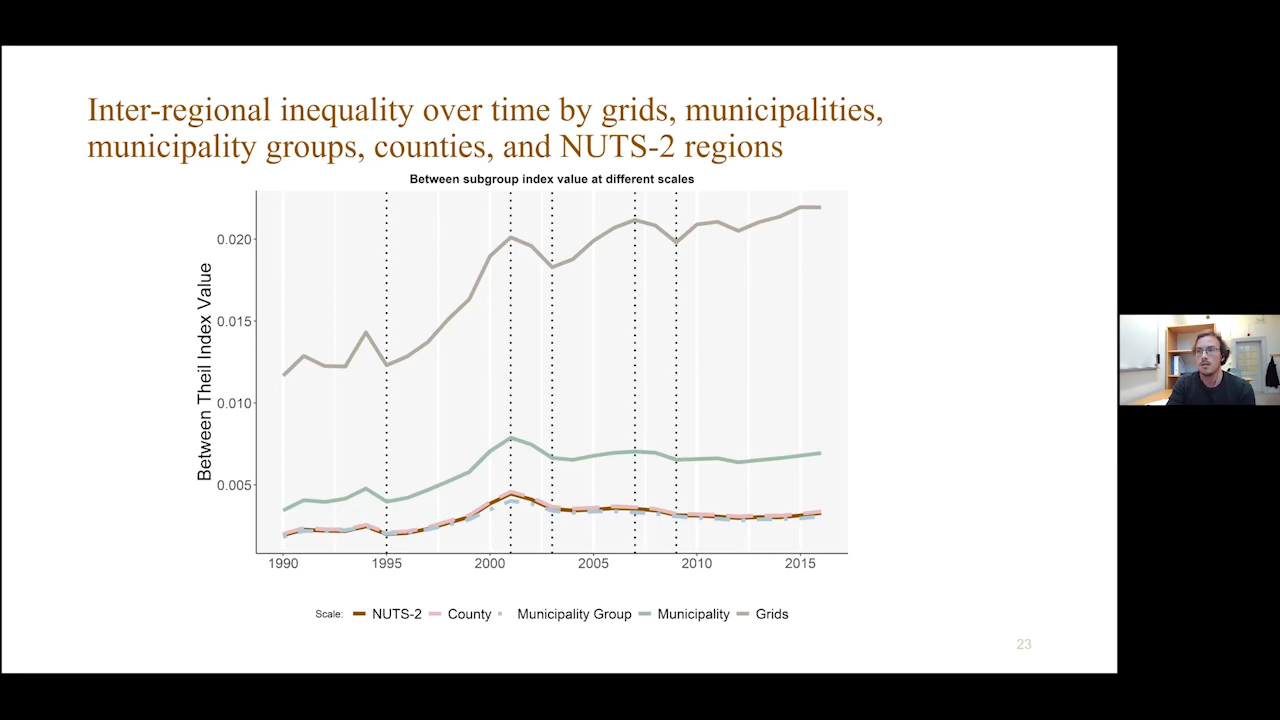 Inter-regional inequality over time by grids, municipalities,
municipality groups, counties, and NUTS-2 regions
Between subgroup index value at different scales
Between Theil Index Value
0.020
0.015
0.010
0.005
1990 1995 2000 2005 2010 2015
Scale: NUTS-2 County Municipality Group Municipality Grids
23